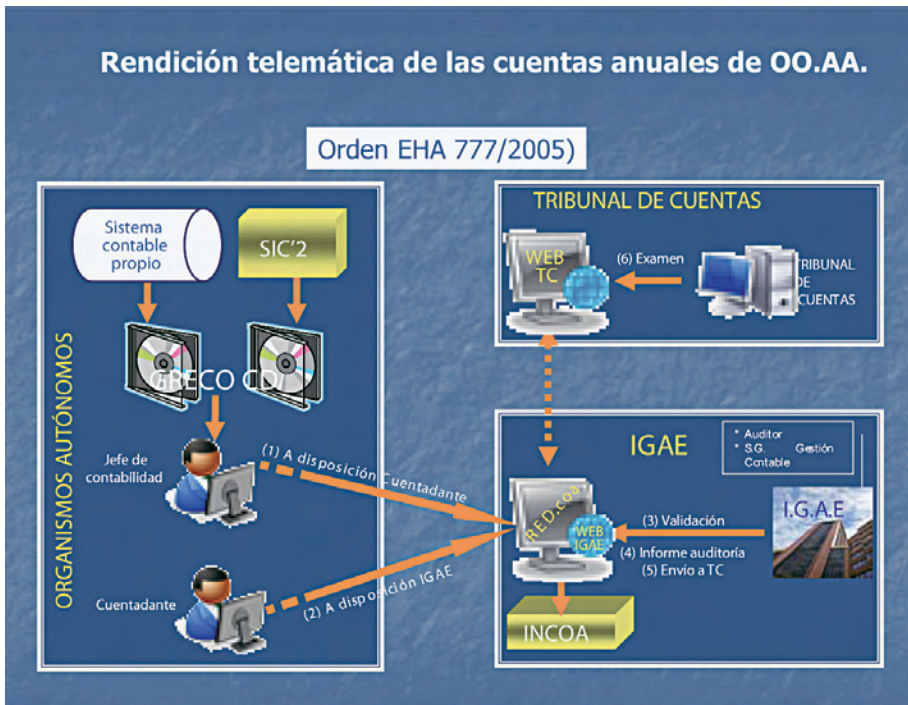 Rendición telemática de las cuentas anuales de OO.AA.
Orden EHA 777/2005)
ORGANISMOS AUTÓNOMOS
Sistema
contable
propio
SIC'2
GRECO CD/
Jefe de
contabilidad
(1) A disposición Cuentadante
Cuentadante
(2) A disposición IGAE
TRIBUNAL DE CUENTAS
WEB
TC
(6) Examen
TRIBUNAL
DE
CUENTAS
IGAE
* Auditor
* S.G. Gestión
Contable
RED.coa
WEB
IGAE
(3) Validación
(4) Informe auditoría
(5) Envío a TC
I.G.A.E
INCOA